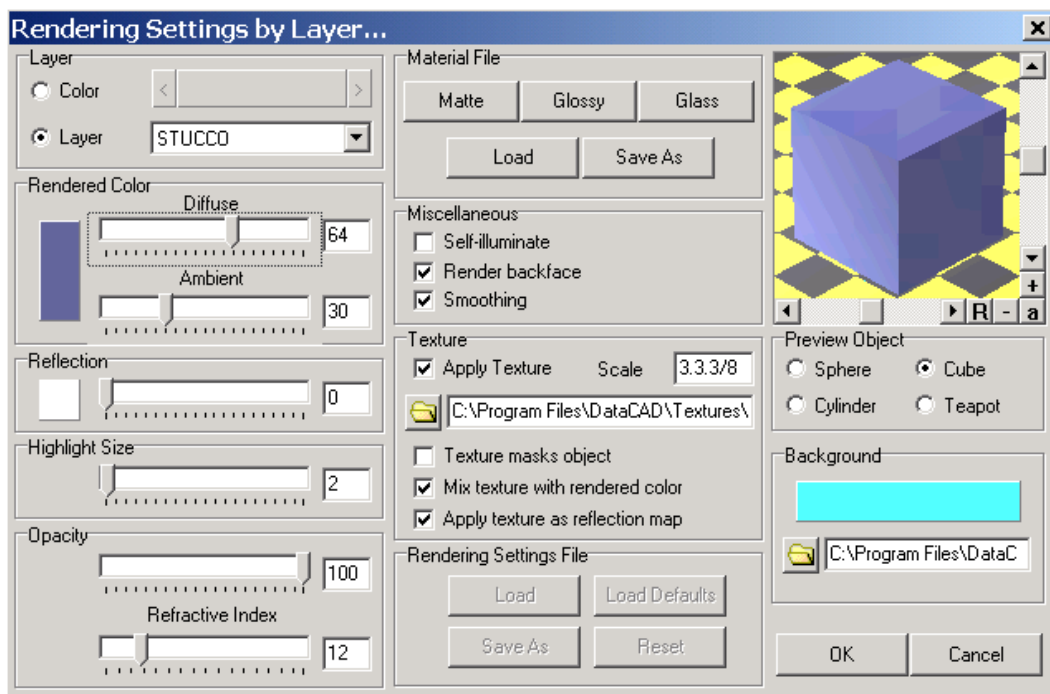 Rendering Settings by Layer...
Layer
Color
Layer
STUCCO
Rendered Color
Diffuse
64
Ambient
30
Reflection
0
Highlight Size
2
Opacity
100
Refractive Index
12
Material File
Matte
Glossy
Glass
Load
Save As
Miscellaneous
Self-illuminate
Render backface
Smoothing
Texture
Apply Texture
Scale
3.3.3/8
C:\Program Files\DataCAD\Textures\
Texture masks object
Mix texture with rendered color
Apply texture as reflection map
Rendering Settings File
Load
Load Defaults
Save As
Reset
+
R
-
a
Preview Object
Sphere
Cube
Cylinder
Teapot
Background
C:\Program Files\DataC
OK
Cancel